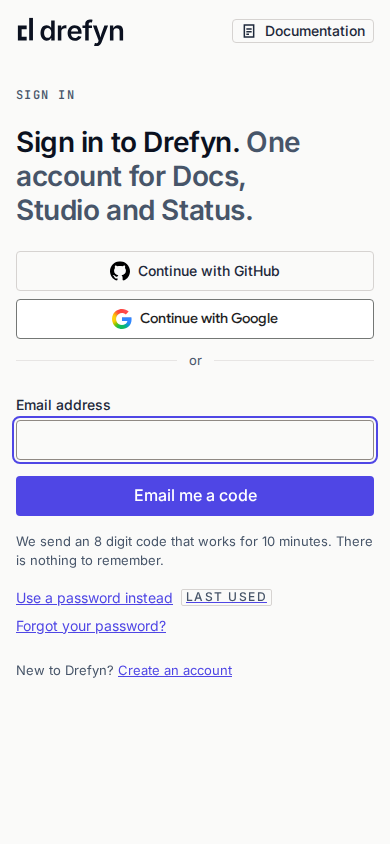 drefyn
Documentation
SIGN IN
Sign in to Drefyn. One
account for Docs,
Studio and Status.
Continue with GitHub
Continue with Google
or
Email address
Email me a code
We send an 8 digit code that works for 10 minutes. There
is nothing to remember.
Use a password instead LAST USED
Forgot your password?
New to Drefyn? Create an account